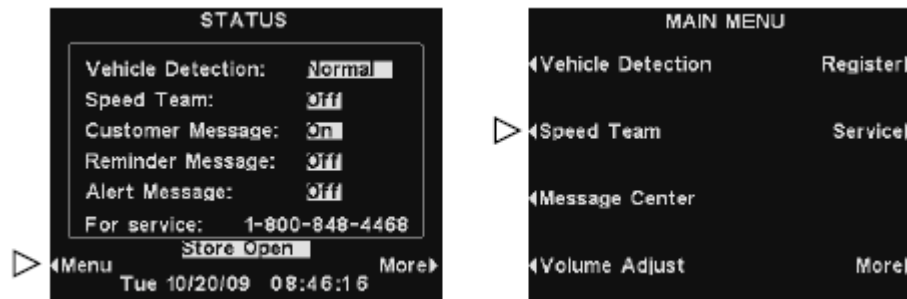 STATUS
Vehicle Detection: Normal
Speed Team: Off
Customer Message: On
Reminder Message: Off
Alert Message: Off
For service: 1-800-848-4468
Store Open
Menu More
Tue 10/20/09 08:46:16
MAIN MENU
Vehicle Detection Register
Speed Team Service
Message Center
Volume Adjust More